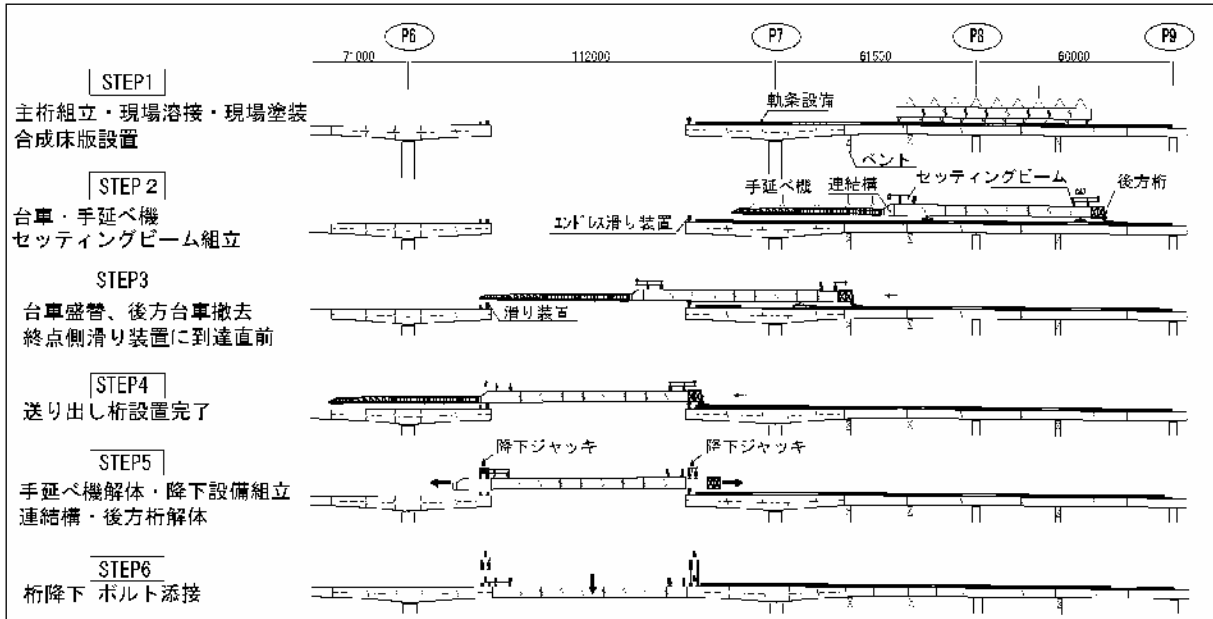 P6 P7 P8 P9
71000 112000 61500 60000
STEP1
主桁組立・現場溶接・現場塗装
合成床版設置
軌条設備
ベント
STEP2
台車・手延べ機
セッティングビーム組立
手延べ機
連結構
セッティングビーム
後方桁
エンドレス滑り装置
STEP3
台車盛替、後方台車撤去
終点側滑り装置に到達直前
滑り装置
STEP4
送り出し桁設置完了
STEP5
手延べ機解体・降下設備組立
連結構・後方桁解体
降下ジャッキ
降下ジャッキ
STEP6
桁降下 ボルト添接